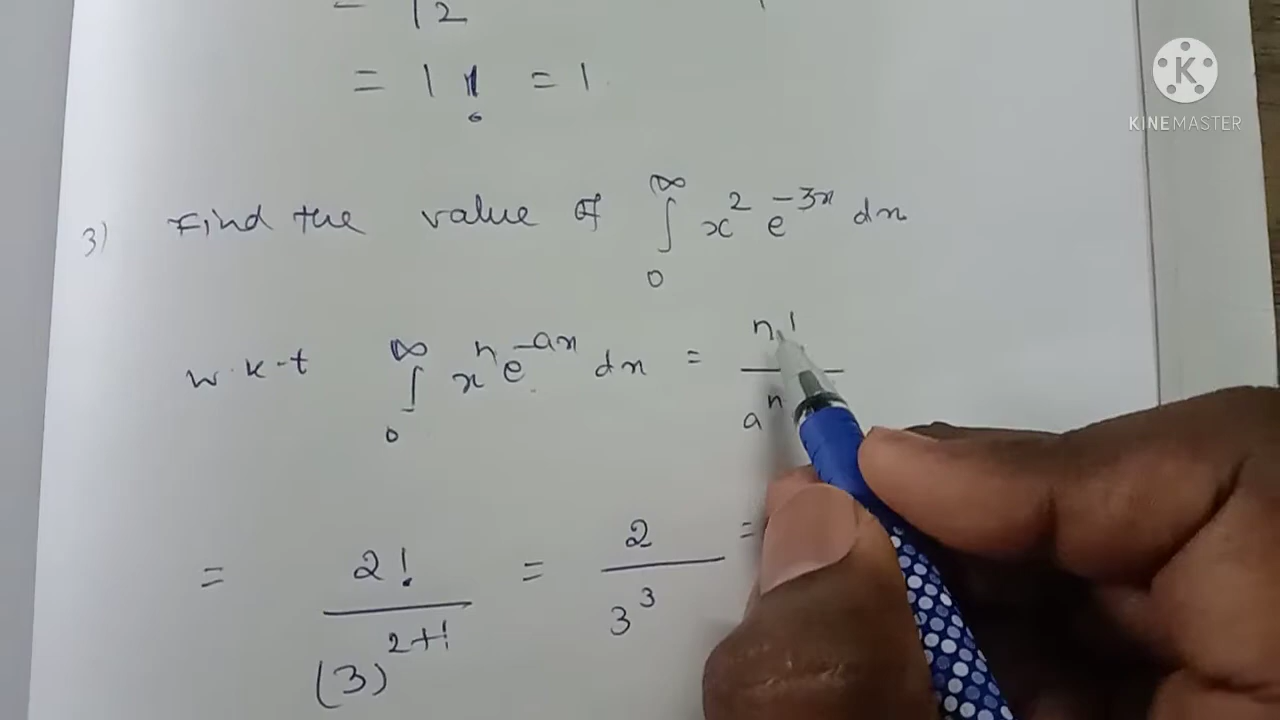 = 12
= 1 1 = 1
K
KINEMASTER
3) Find the value of ∫₀^∞ x² e^{-3x} dx
w.k-t ∫₀^∞ xⁿ e^{-ax} dx = n! / aⁿ
= 2! / (3)^{2+1} = 2 / 3³ =